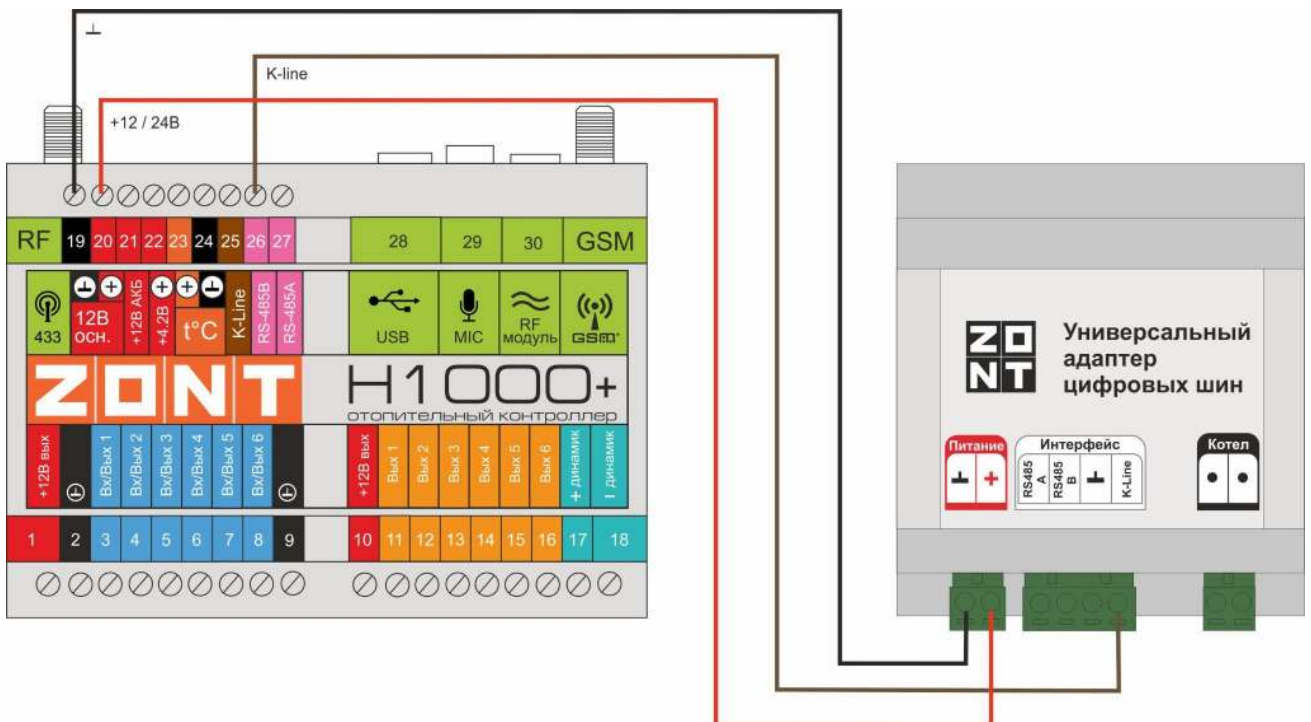 ⊥
K-line
+12 / 24В
RF 19 20 21 22 23 24 25 26 27 28 29 30 GSM
433
12В
осн.
+12В АКБ
+4.2В
t°C
K-Line
RS-485B
RS-485A
USB
MIC
RF
модуль
GSM
ZONT
H1000+
отопительный контроллер
+12В вых
Вх/Вых 1
Вх/Вых 2
Вх/Вых 3
Вх/Вых 4
Вх/Вых 5
Вх/Вых 6
+12В вых
Вых 1
Вых 2
Вых 3
Вых 4
Вых 5
Вых 6
+ динамик
– динамик
1 2 3 4 5 6 7 8 9 10 11 12 13 14 15 16 17 18
ZO
NT
Универсальный
адаптер
цифровых шин
Питание
⊥ +
Интерфейс
RS485
A
RS485
B
⊥
K-Line
Котел